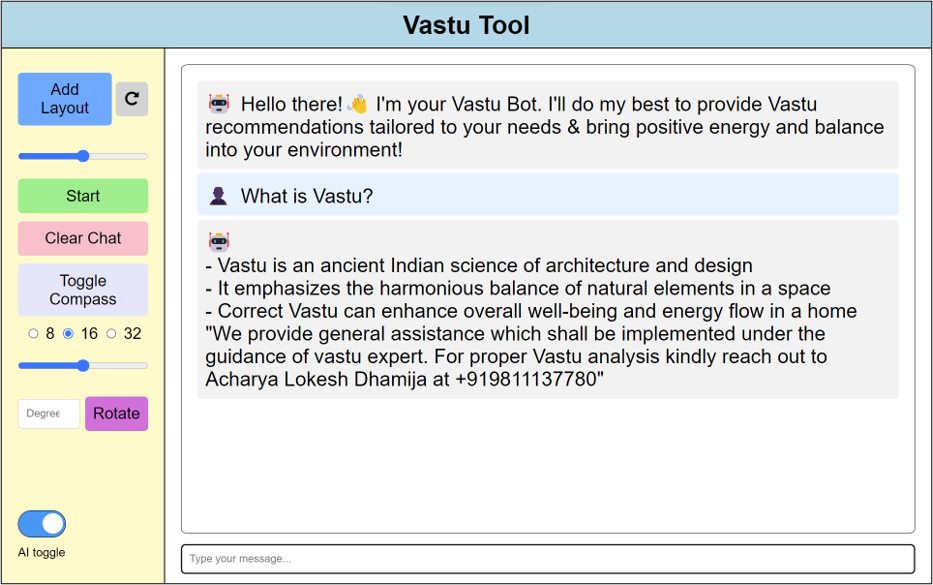 Vastu Tool
Add
Layout
Start
Clear Chat
Toggle
Compass
8 16 32
Degree
Rotate
AI toggle
Hello there! 👋 I'm your Vastu Bot. I'll do my best to provide Vastu
recommendations tailored to your needs & bring positive energy and balance
into your environment!
What is Vastu?
- Vastu is an ancient Indian science of architecture and design
- It emphasizes the harmonious balance of natural elements in a space
- Correct Vastu can enhance overall well-being and energy flow in a home
"We provide general assistance which shall be implemented under the
guidance of vastu expert. For proper Vastu analysis kindly reach out to
Acharya Lokesh Dhamija at +919811137780"
Type your message...